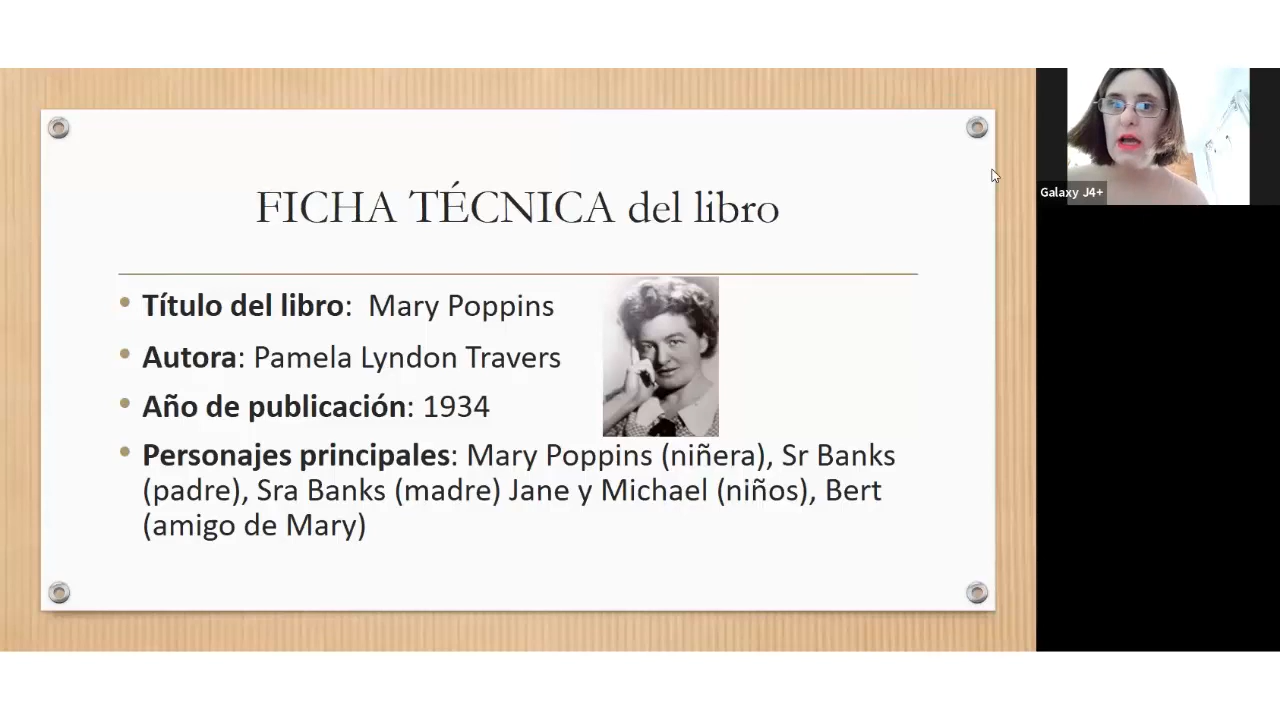 FICHA TÉCNICA del libro
• Título del libro: Mary Poppins
• Autora: Pamela Lyndon Travers
• Año de publicación: 1934
• Personajes principales: Mary Poppins (niñera), Sr Banks
(padre), Sra Banks (madre) Jane y Michael (niños), Bert
(amigo de Mary)
Galaxy J4+